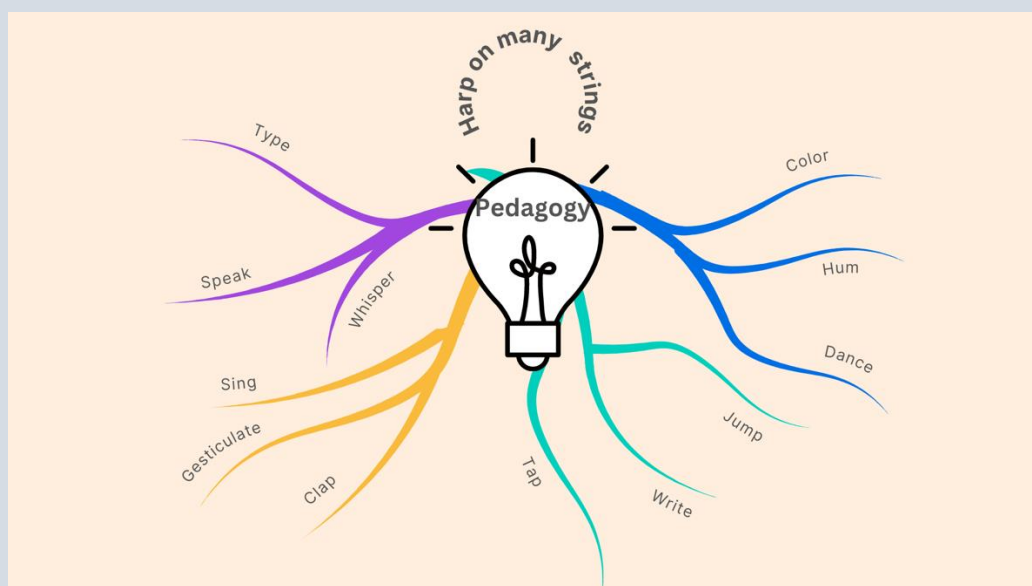 Harp on many strings
Pedagogy
Type
Speak
Whisper
Sing
Gesticulate
Clap
Tap
Write
Jump
Dance
Hum
Color